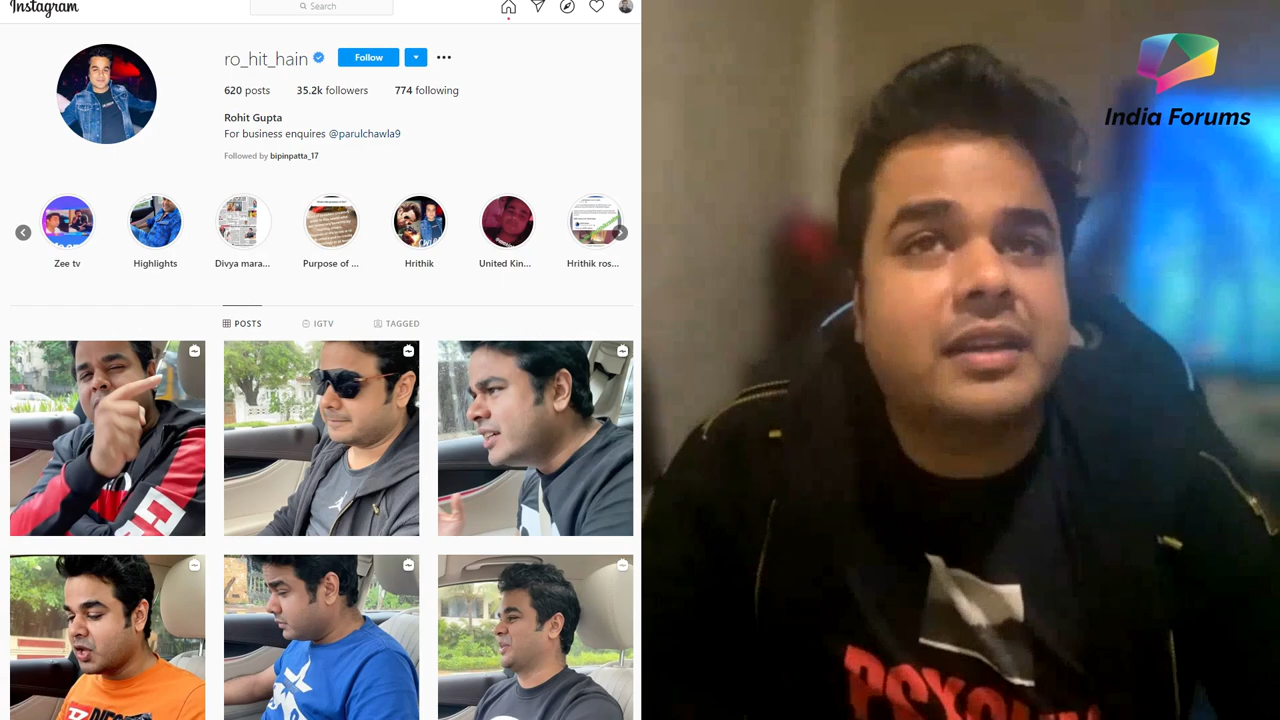 Instagram
Search
ro_hit_hain
Follow
620 posts
35.2k followers
774 following
Rohit Gupta
For business enquires @parulchawla9
Followed by bipinpatta_17
Zee tv
Highlights
Divya mara...
Purpose of ...
Hrithik
United Kin...
Hrithik ros...
POSTS
IGTV
TAGGED
DIESEL
India Forums